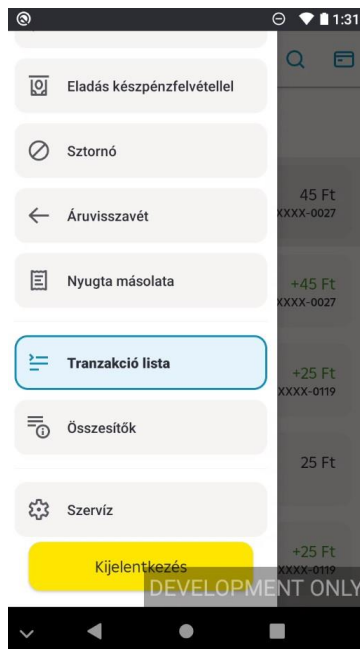 1:31
Eladás készpénzfelvétellel
Sztornó
45 Ft
XXXX-0027
Áruvisszavét
Nyugta másolata
+45 Ft
XXXX-0027
Tranzakció lista
+25 Ft
XXXX-0119
Összesítők
25 Ft
Szervíz
Kijelentkezés
+25 Ft
XXXX-0119
DEVELOPMENT ONLY